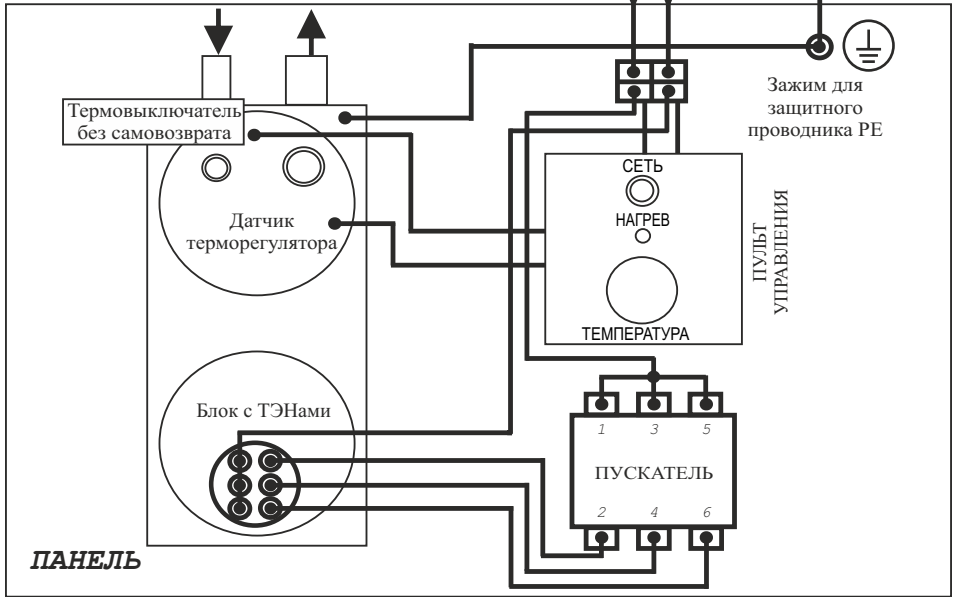 Термовыключатель
без самовозврата
Зажим для
защитного
проводника PE
СЕТЬ
НАГРЕВ
ТЕМПЕРАТУРА
ПУЛЬТ
УПРАВЛЕНИЯ
Датчик
терморегулятора
Блок с ТЭНами
1 3 5
ПУСКАТЕЛЬ
2 4 6
ПАНЕЛЬ